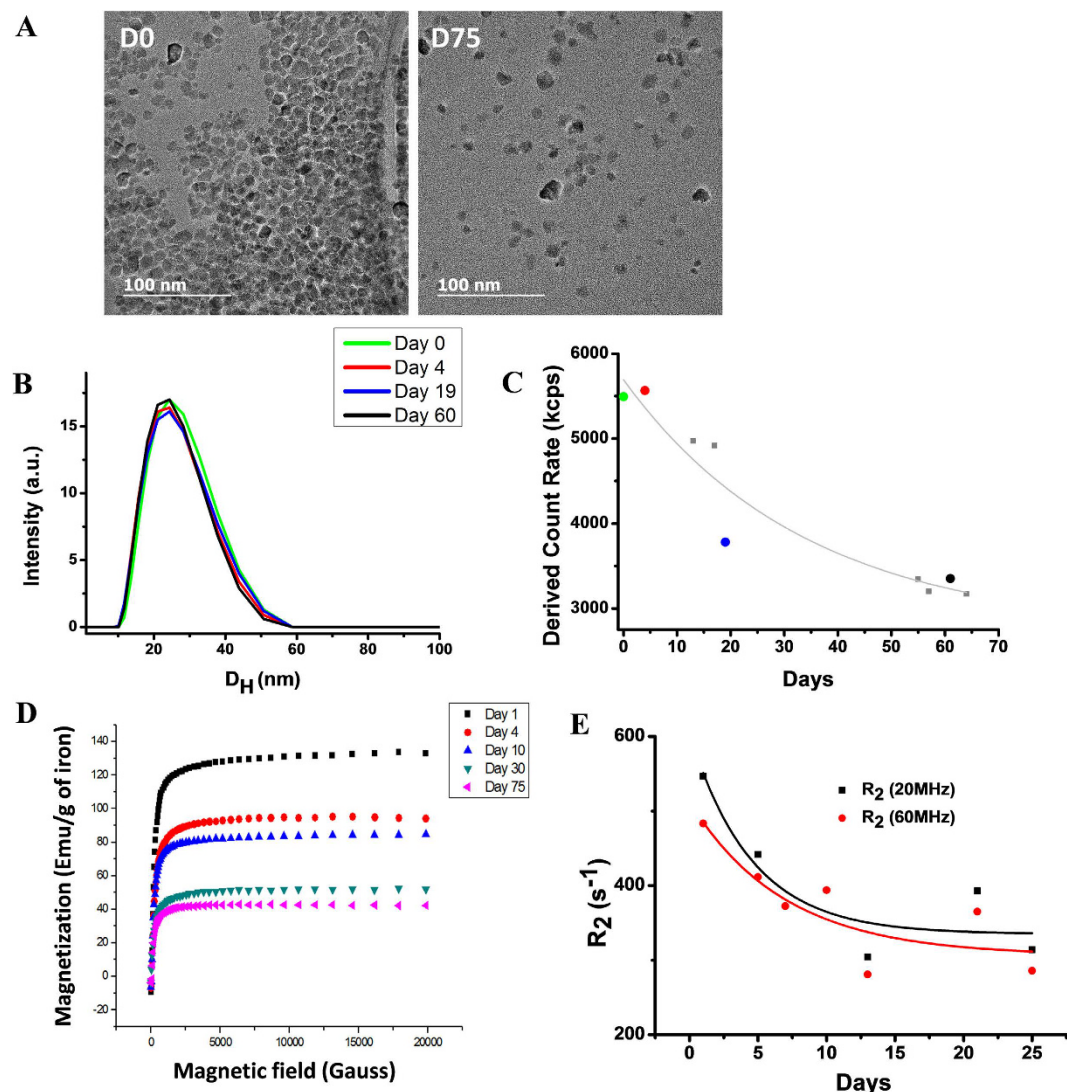 A
D0
D75
100 nm
100 nm
B
Day 0
Day 4
Day 19
Day 60
Intensity (a.u.)
15
10
5
0
20
40
60
80
100
D_H (nm)
C
Derived Count Rate (kcps)
6000
5000
4000
3000
0
10
20
30
40
50
60
70
Days
D
Day 1
Day 4
Day 10
Day 30
Day 75
Magnetization (Emu/g of iron)
140
120
100
80
60
40
20
0
-20
0
5000
10000
15000
20000
Magnetic field (Gauss)
E
R₂ (20MHz)
R₂ (60MHz)
R₂ (s⁻¹)
600
400
200
0
5
10
15
20
25
Days